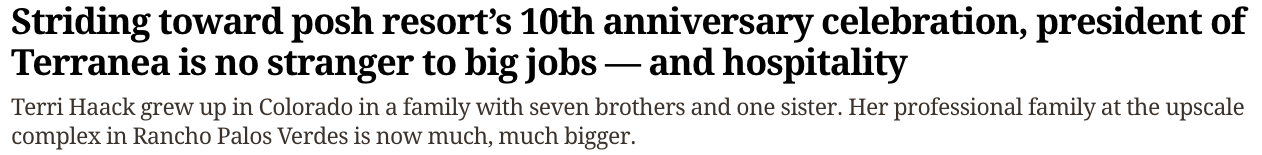 Striding toward posh resort’s 10th anniversary celebration, president of
Terranea is no stranger to big jobs — and hospitality
Terri Haack grew up in Colorado in a family with seven brothers and one sister. Her professional family at the upscale
complex in Rancho Palos Verdes is now much, much bigger.